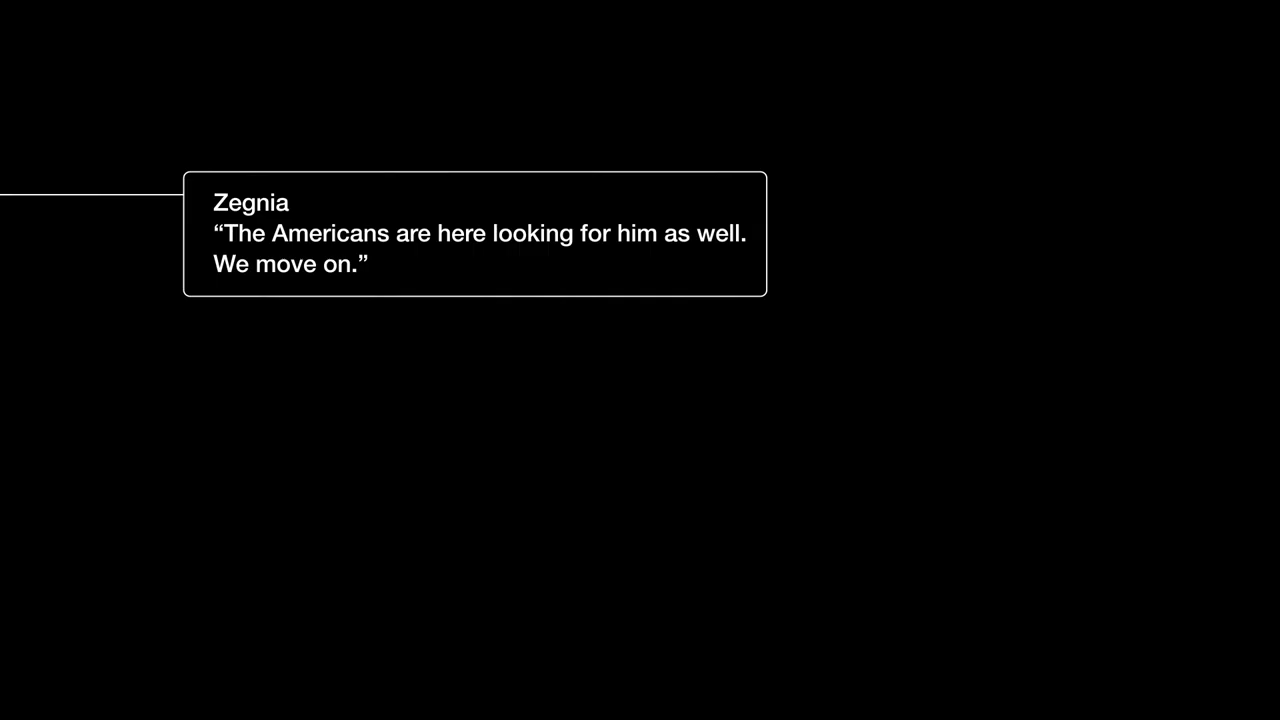 Zegnia
“The Americans are here looking for him as well.
We move on.”